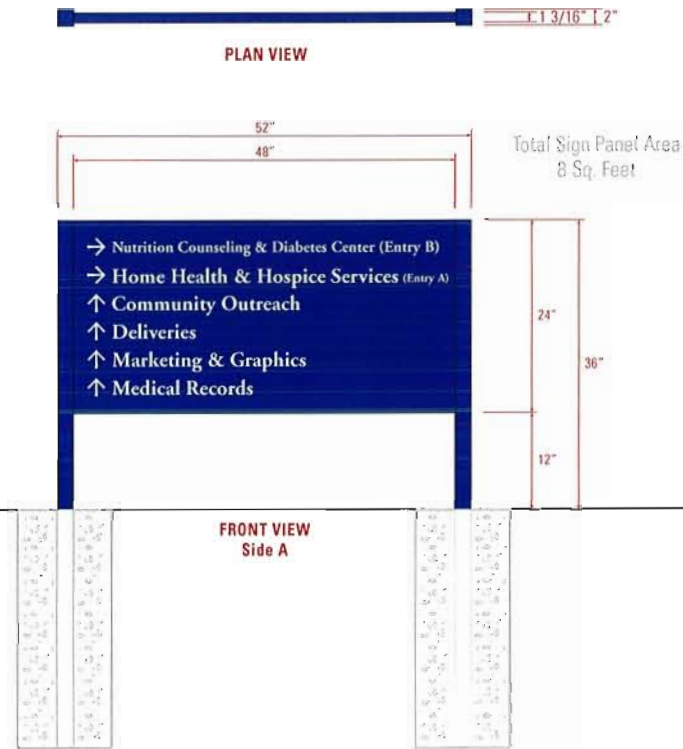 1 3/16" 2"
PLAN VIEW
52"
48"
Total Sign Panel Area
8 Sq. Feet
→ Nutrition Counseling & Diabetes Center (Entry B)
→ Home Health & Hospice Services (Entry A)
↑ Community Outreach
↑ Deliveries
↑ Marketing & Graphics
↑ Medical Records
24"
36"
12"
FRONT VIEW
Side A